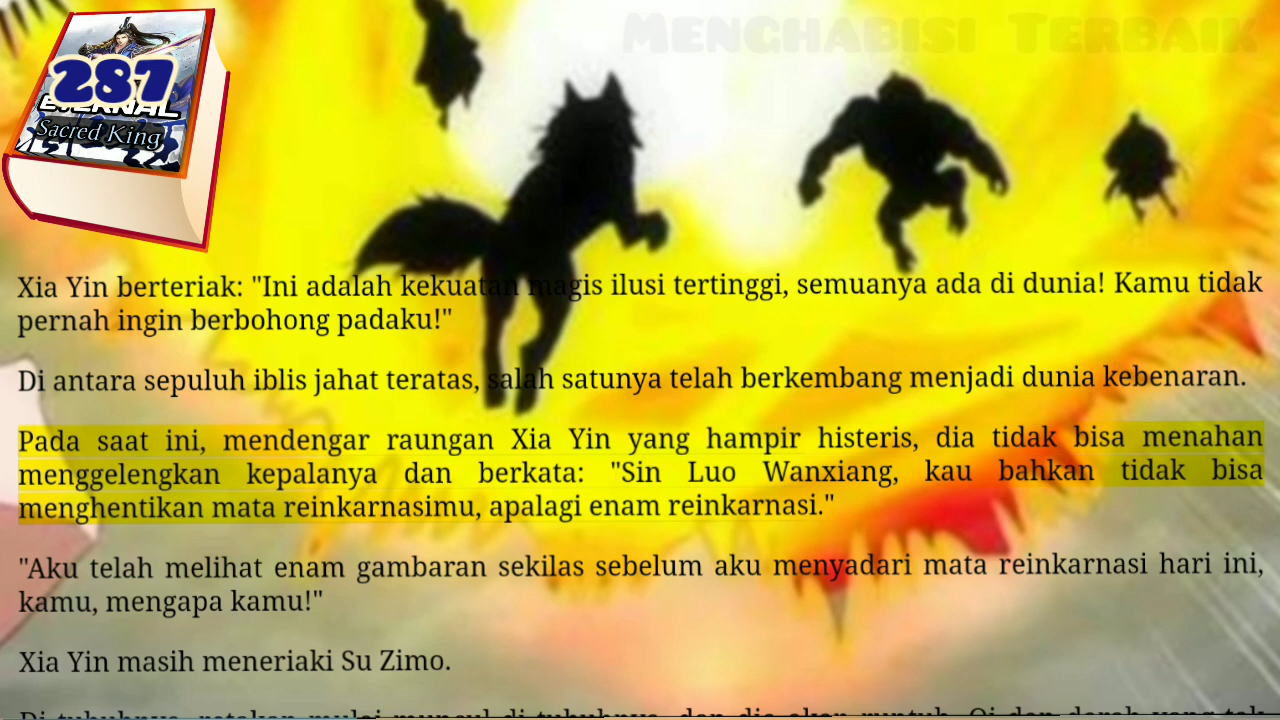 MENGHABISI TERBAIK
287
ETERNAL
Sacred King
Xia Yin berteriak: "Ini adalah kekuatan magis ilusi tertinggi, semuanya ada di dunia! Kamu tidak
pernah ingin berbohong padaku!"
Di antara sepuluh iblis jahat teratas, salah satunya telah berkembang menjadi dunia kebenaran.
Pada saat ini, mendengar raungan Xia Yin yang hampir histeris, dia tidak bisa menahan
menggelengkan kepalanya dan berkata: "Sin Luo Wanxiang, kau bahkan tidak bisa
menghentikan mata reinkarnasimu, apalagi enam reinkarnasi."
"Aku telah melihat enam gambaran sekilas sebelum aku menyadari mata reinkarnasi hari ini,
kamu, mengapa kamu!"
Xia Yin masih meneriaki Su Zimo.